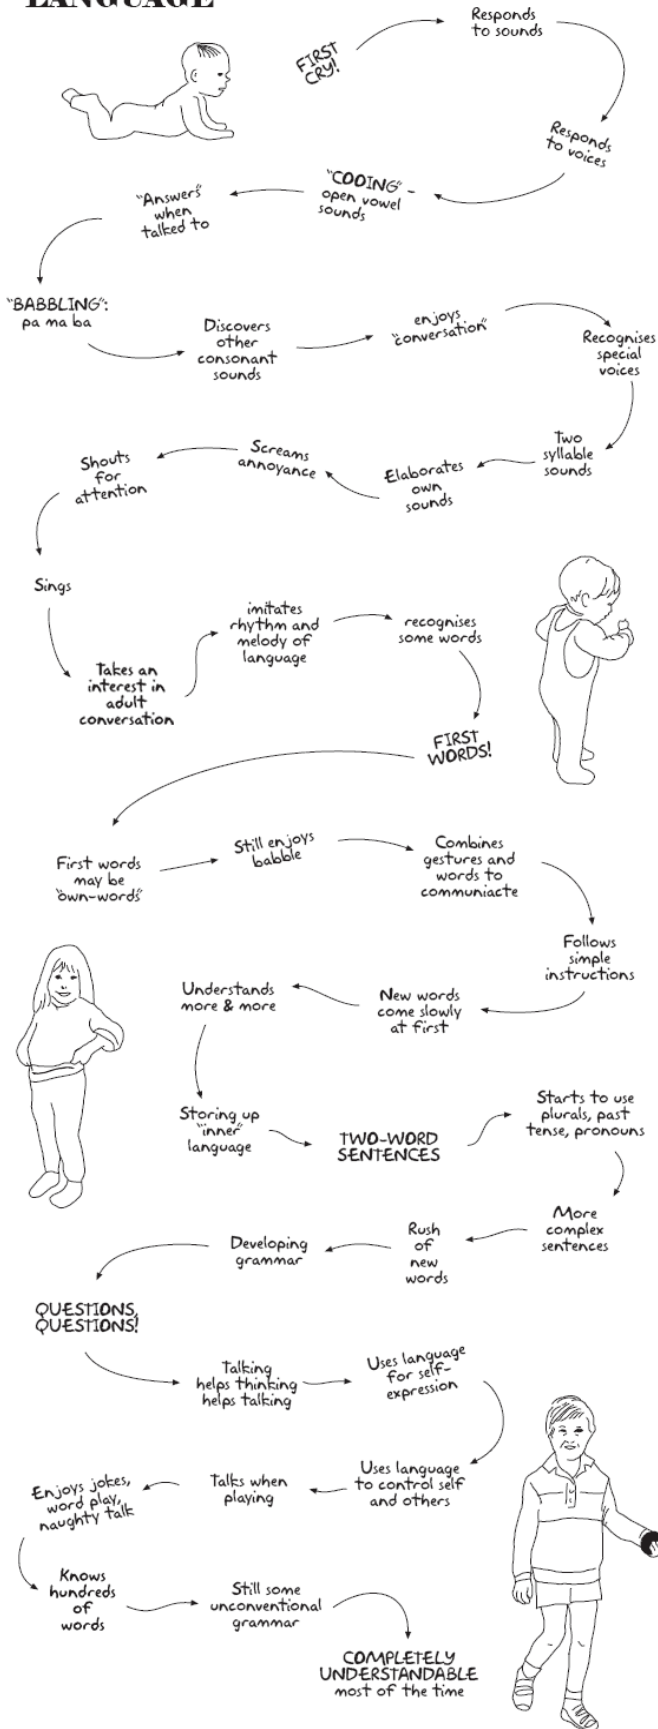 LANGUAGE
FIRST
CRY!
Responds
to sounds
Responds
to voices
"COOING" -
open vowel
sounds
"Answers"
when
talked to
"BABBLING":
pa ma ba
Discovers
other
consonant
sounds
enjoys
"conversation"
Recognises
special
voices
Two
syllable
sounds
Elaborates
own
sounds
Screams
annoyance
Shouts
for
attention
Sings
Takes an
interest in
adult
conversation
imitates
rhythm and
melody of
language
recognises
some words
FIRST
WORDS!
First words
may be
"own-words"
Still enjoys
babble
Combines
gestures and
words to
communiacte
Follows
simple
instructions
New words
come slowly
at first
Understands
more & more
Storing up
"inner"
language
TWO-WORD
SENTENCES
Starts to use
plurals, past
tense, pronouns
More
complex
sentences
Rush
of
new
words
Developing
grammar
QUESTIONS,
QUESTIONS!
Talking
helps thinking
helps talking
Uses language
for self-
expression
Uses language
to control self
and others
Talks when
playing
Enjoys jokes,
word play,
naughty talk
Knows
hundreds
of
words
Still some
unconventional
grammar
COMPLETELY
UNDERSTANDABLE
most of the time